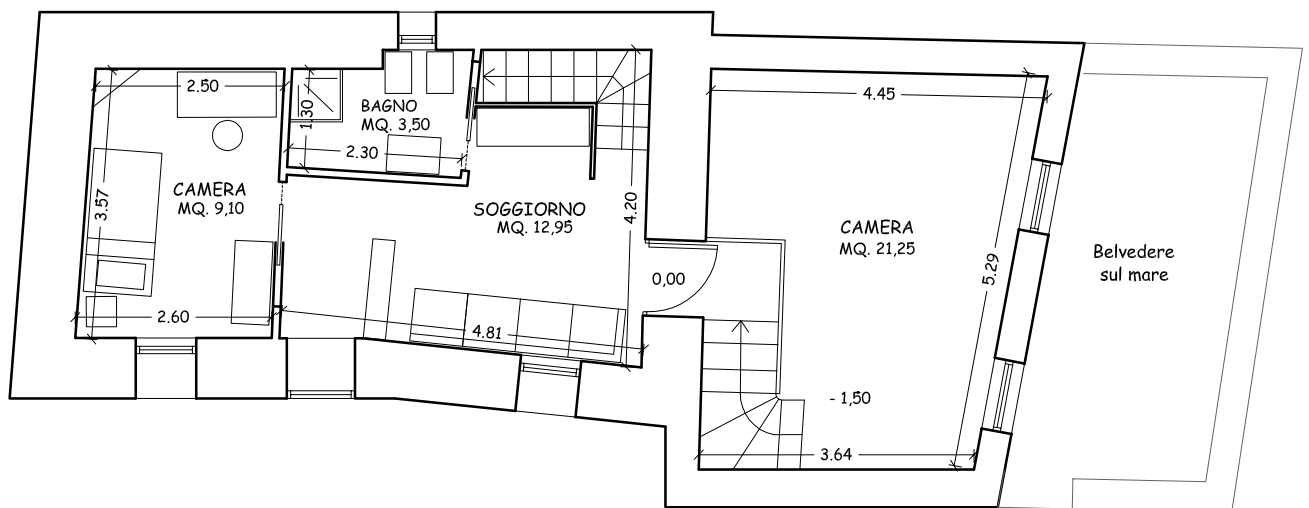 2.50
1.30
BAGNO
MQ. 3,50
2.30
4.45
CAMERA
MQ. 9,10
3.57
SOGGIORNO
MQ. 12,95
4.20
CAMERA
MQ. 21,25
5.29
Belvedere
sul mare
0,00
2.60
4.81
- 1,50
3.64